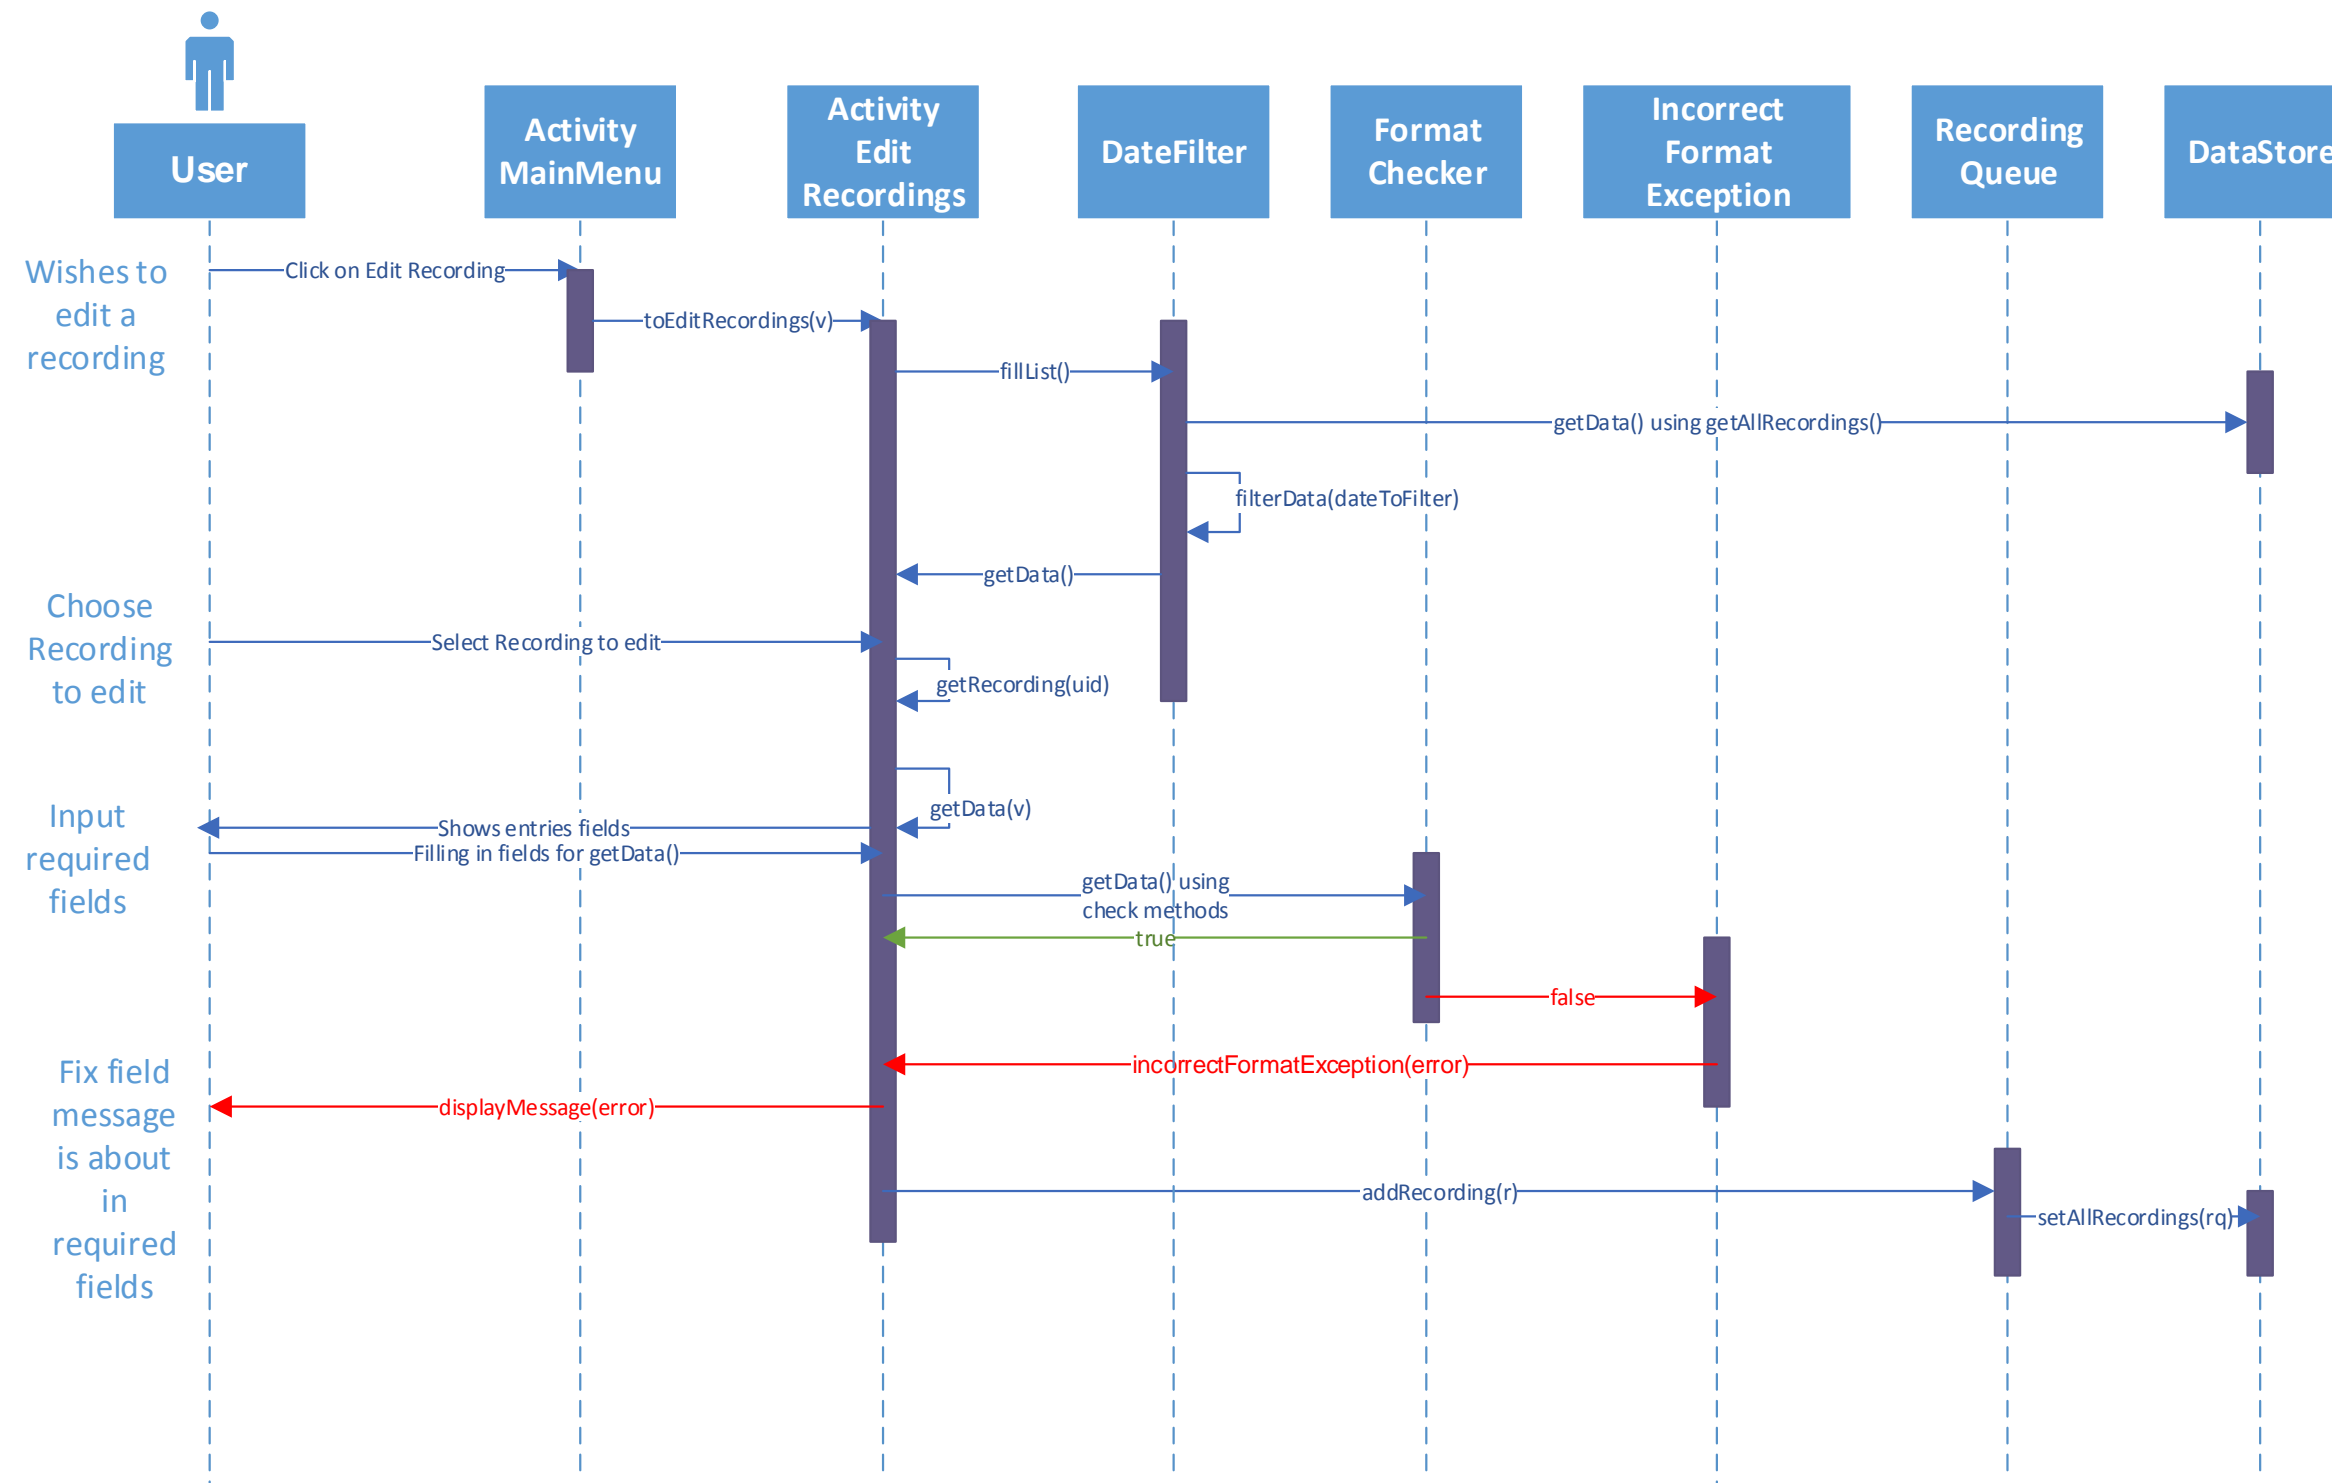 User
Activity
MainMenu
Activity
Edit
Recordings
DateFilter
Format
Checker
Incorrect
Format
Exception
Recording
Queue
DataStore
Wishes to
edit a
recording
Click on Edit Recording
toEditRecordings(v)
fillList()
getData() using getAllRecordings()
filterData(dateToFilter)
getData()
Choose
Recording
to edit
Select Recording to edit
getRecording(uid)
getData(v)
Input
required
fields
Shows entries fields
Filling in fields for getData()
getData() using
check methods
true
false
incorrectFormatException(error)
Fix field
message
is about
in
required
fields
displayMessage(error)
addRecording(r)
setAllRecordings(rq)